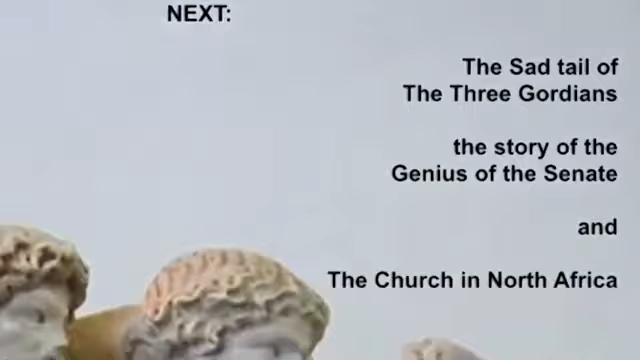 NEXT:
The Sad tail of
The Three Gordians
the story of the
Genius of the Senate
and
The Church in North Africa